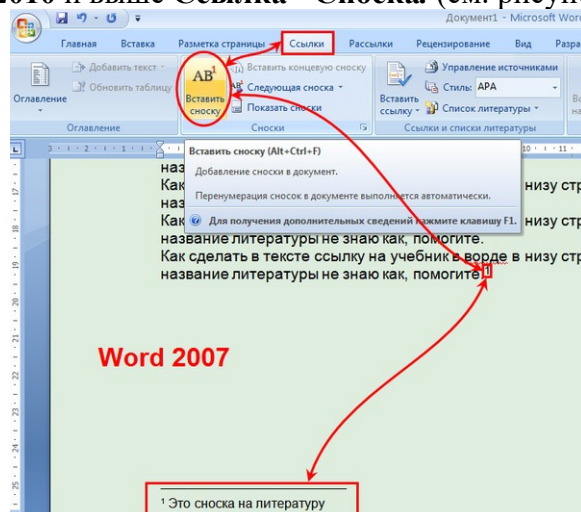 2010 и выше Ссылка - Сноска. (см. рисуно
Документ1 - Microsoft Wor
Главная Вставка Разметка страницы Ссылки Рассылки Рецензирование Вид Разра
Оглавление
Добавить текст
Обновить таблицу
Оглавление
AB¹
Вставить сноску
Вставить концевую сноску
Следующая сноска
Показать сноски
Сноски
Вставить ссылку
Управление источниками
Стиль: APA
Список литературы
Ссылки и списки литературы
Вставить сноску (Alt+Ctrl+F)
Добавление сноски в документ.
Перенумерация сносок в документе выполняется автоматически.
Для получения дополнительных сведений нажмите клавишу F1.
наз
Как низу стр
наз
Как низу стр
название литературы не знаю как, помогите.
Как сделать в тексте ссылку на учебник в ворде в низу стр
название литературы не знаю как, помогите.1
Word 2007
1 Это сноска на литературу